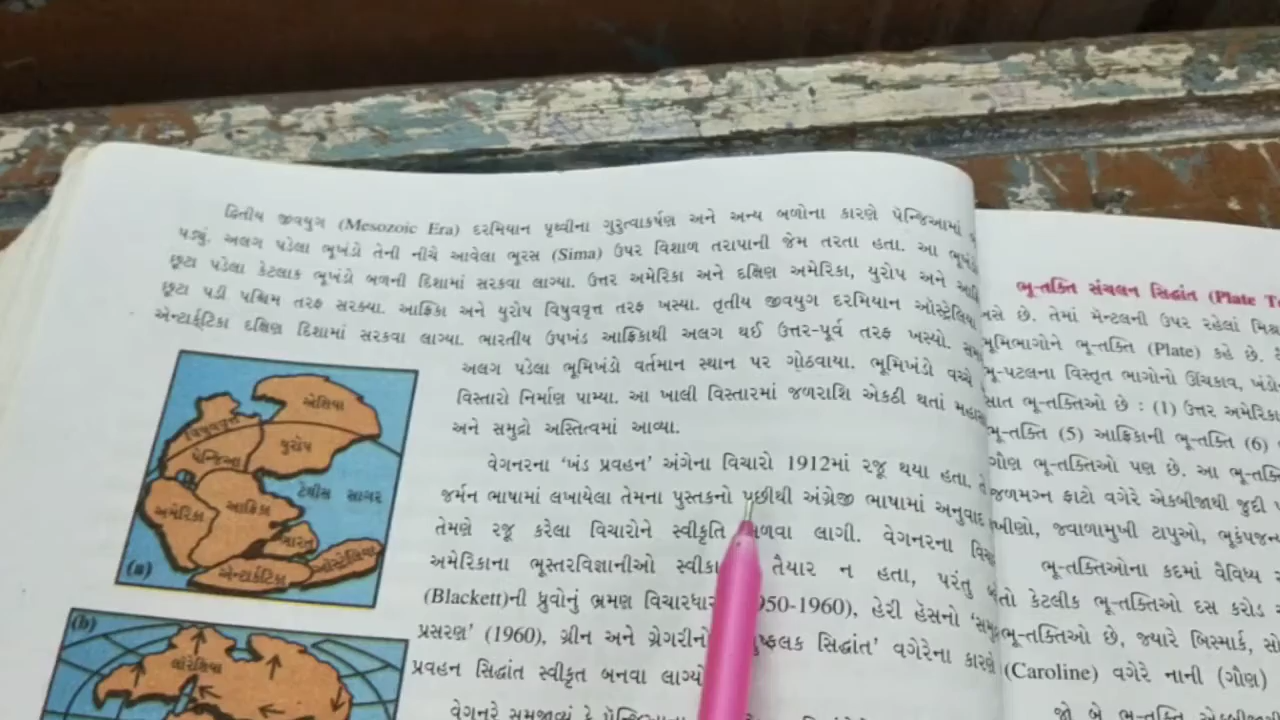 દ્વિતીય જીવયુગ (Mesozoic Era) દરમિયાન પૃથ્વીના ગુરુત્વાકર્ષણ અને અન્ય બળોના કારણે પેન્જિઆમાં
પડ્યું. અલગ પડેલા ભૂખંડો તેની નીચે આવેલા ભૂરસ (Sima) ઉપર વિશાળ તરાપાની જેમ તરતા હતા. આ ભૂખંડો
છૂટા પડેલા કેટલાક ભૂખંડો બળની દિશામાં સરકવા લાગ્યા. ઉત્તર અમેરિકા અને દક્ષિણ અમેરિકા, યુરોપ અને
છૂટા પડી પશ્ચિમ તરફ સરક્યા. આફ્રિકા અને યુરોપ વિષુવવૃત્ત તરફ ખસ્યા. તૃતીય જીવયુગ દરમિયાન ઓસ્ટ્રેલિયા
એન્ટાર્ક્ટિકા દક્ષિણ દિશામાં સરકવા લાગ્યા. ભારતીય ઉપખંડ આફ્રિકાથી અલગ થઈ ઉત્તર-પૂર્વ તરફ ખસ્યો.
અલગ પડેલા ભૂમિખંડો વર્તમાન સ્થાન પર ગોઠવાયા. ભૂમિખંડો વચ્ચે
વિસ્તારો નિર્માણ પામ્યા. આ ખાલી વિસ્તારમાં જળરાશિ એકઠી થતાં
અને સમુદ્રો અસ્તિત્વમાં આવ્યા.
વેગનરના ‘ખંડ પ્રવહન’ અંગેના વિચારો 1912માં રજૂ થયા હતા,
જર્મન ભાષામાં લખાયેલા તેમના પુસ્તકનો પછીથી અંગ્રેજી ભાષામાં અનુવાદ
તેમણે રજૂ કરેલા વિચારોને સ્વીકૃતિ મળવા લાગી. વેગનરના
અમેરિકાના ભૂસ્તરવિજ્ઞાનીઓ તૈયાર ન હતા, પરંતુ
(Blackett)ની ધ્રુવોનું ભ્રમણ 950-1960), હેરી હૅસનો
પ્રસરણ’ (1960), ગ્રીન અને ગ્રેગરીનો સિદ્ધાંત’ વગેરેના કારણે
પ્રવહન સિદ્ધાંત સ્વીકૃત બનવા લાગ્યો
વેગનરે સમજાવ્યું કે
એશિયા
વિષુવવૃત્ત
યુરોપ
પેન્જિઆ
ટેથીસ સાગર
અમેરિકા
આફ્રિકા
ભારત
ઓસ્ટ્રેલિયા
એન્ટાર્કટિકા
(a)
(b)
લોરેશિયા
ભૂ-તક્તિ સંચલન સિદ્ધાંત (Plate
છે. તેમાં મેન્ટલની ઉપર રહેલાં
ભૂમિભાગોને ભૂ-તક્તિ (Plate) કહે છે.
ભૂ-પટલના વિસ્તૃત ભાગોનો ઊંચકાવ,
સાત ભૂ-તક્તિઓ છે : (1) ઉત્તર અમેરિકા
ભૂ-તક્તિ (5) આફ્રિકાની ભૂ-તક્તિ (6)
ગૌણ ભૂ-તક્તિઓ પણ છે. આ
જળમગ્ન ફાટો વગેરે એકબીજાથી જુદી
જ્વાળામુખી ટાપુઓ,
ભૂ-તક્તિઓના કદમાં વૈવિધ્ય
કેટલીક ભૂ-તક્તિઓ દસ કરોડ
ભૂ-તક્તિઓ છે, જ્યારે બિસ્માર્ક,
(Caroline) વગેરે નાની (ગૌણ)
જો બે ભૂ-તક્તિ